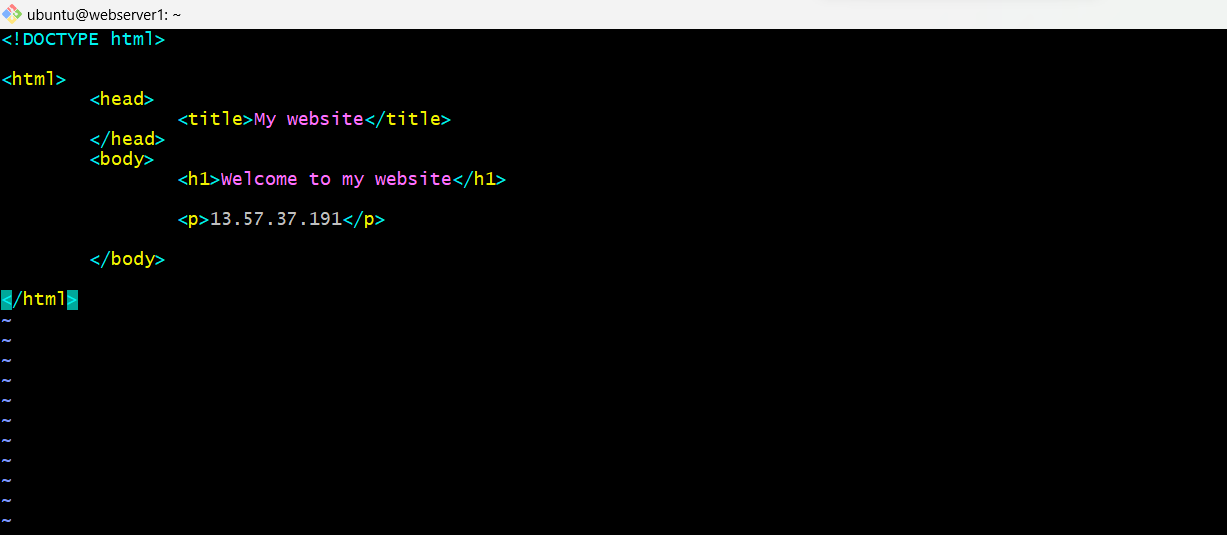 ubuntu@webserver1: ~
<!DOCTYPE html>
<html>
<head>
<title>My website</title>
</head>
<body>
<h1>Welcome to my website</h1>
<p>13.57.37.191</p>
</body>
</html>
~
~
~
~
~
~
~
~
~
~
~